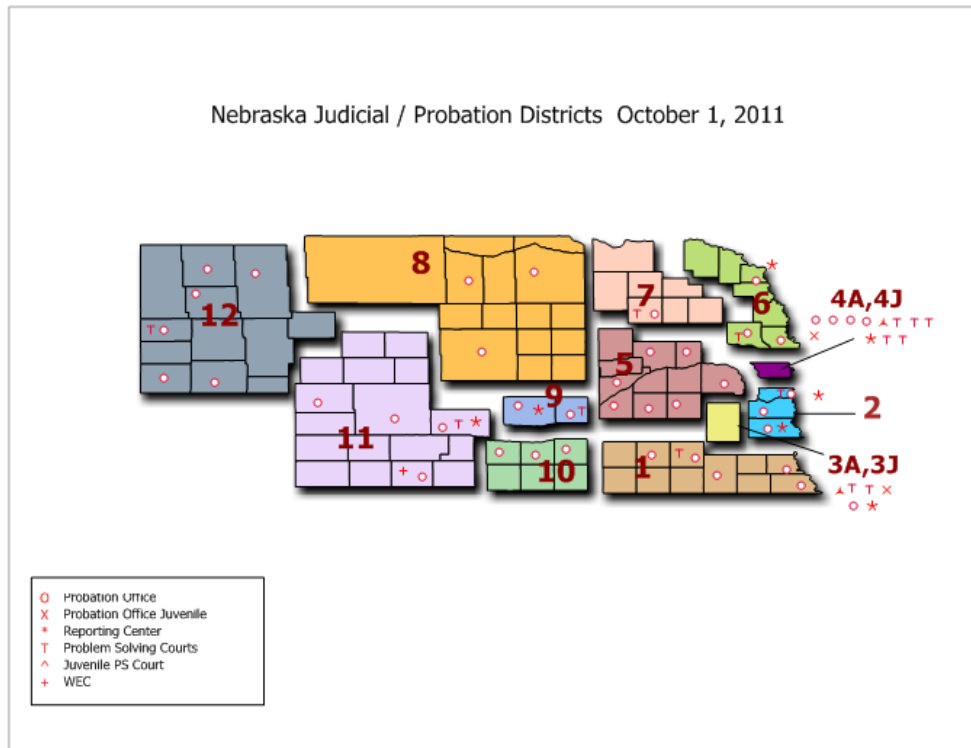 Nebraska Judicial / Probation Districts October 1, 2011
8
12
7
6
4A,4J
5
9
2
11
10
1
3A,3J
Probation Office
Probation Office Juvenile
Reporting Center
Problem Solving Courts
Juvenile PS Court
WEC